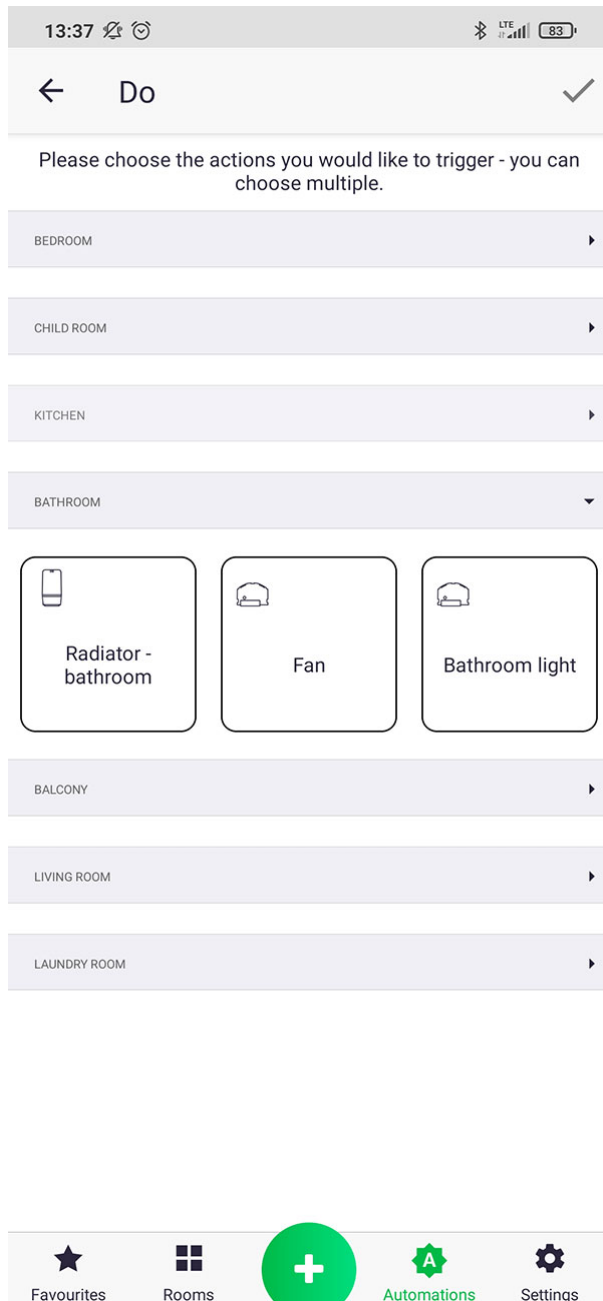 13:37 LTE 83
Do
Please choose the actions you would like to trigger - you can
choose multiple.
BEDROOM
CHILD ROOM
KITCHEN
BATHROOM
Radiator -
bathroom
Fan
Bathroom light
BALCONY
LIVING ROOM
LAUNDRY ROOM
A
Favourites Rooms Automations Settings